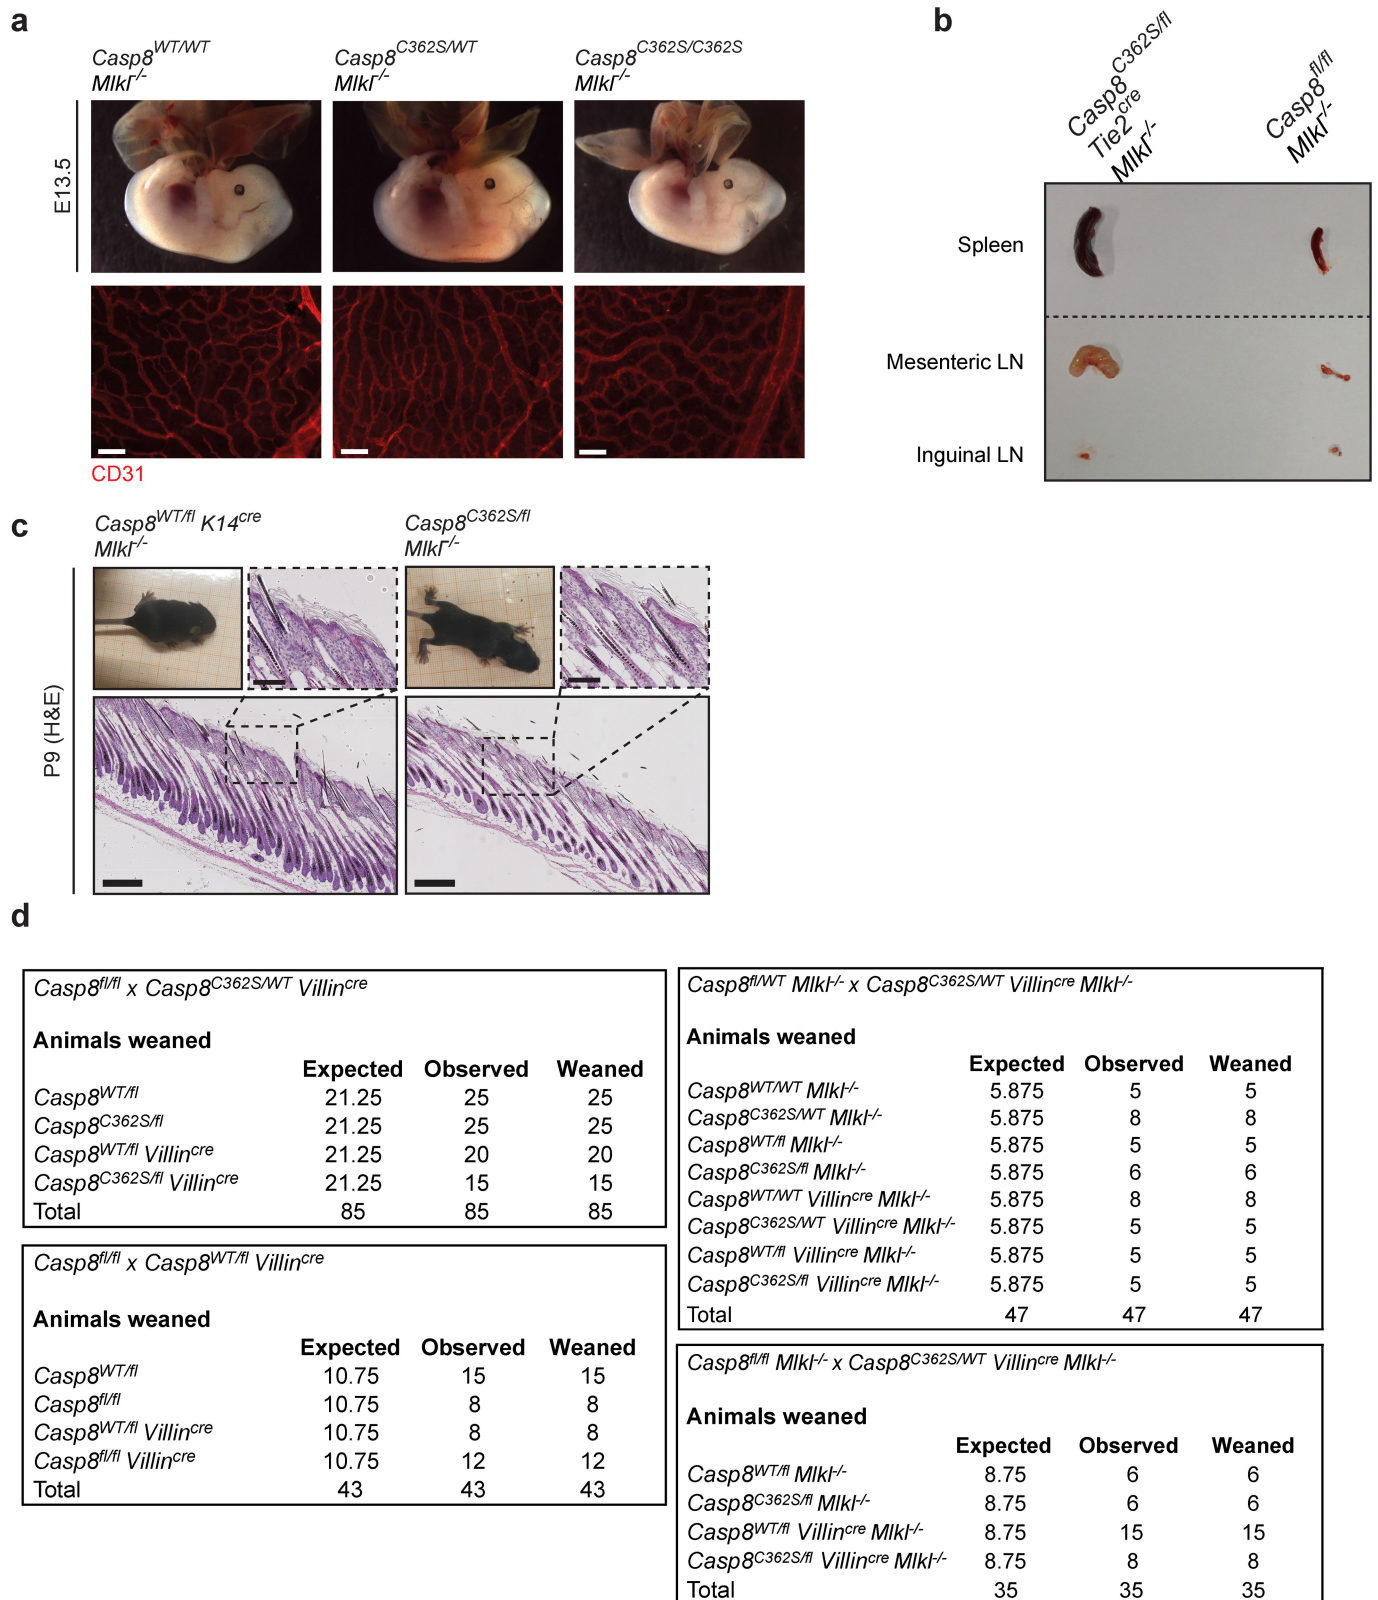 a
Casp8WT/WT
Mlkl-/-
Casp8C362S/WT
Mlkl-/-
Casp8C362S/C362S
Mlkl-/-
E13.5
CD31
b
Casp8C362S/fl
Tie2cre
Mlkl-/-
Casp8fl/fl
Mlkl-/-
Spleen
Mesenteric LN
Inguinal LN
c
Casp8WT/fl K14cre
Mlkl-/-
Casp8C362S/fl
Mlkl-/-
P9 (H&E)
d
Casp8fl/fl x Casp8C362S/WT Villincre
Animals weaned
Expected Observed Weaned
Casp8WT/fl 21.25 25 25
Casp8C362S/fl 21.25 25 25
Casp8WT/fl Villincre 21.25 20 20
Casp8C362S/fl Villincre 21.25 15 15
Total 85 85 85
Casp8fl/fl x Casp8WT/fl Villincre
Animals weaned
Expected Observed Weaned
Casp8WT/fl 10.75 15 15
Casp8fl/fl 10.75 8 8
Casp8WT/fl Villincre 10.75 8 8
Casp8fl/fl Villincre 10.75 12 12
Total 43 43 43
Casp8fl/WT Mlkl-/- x Casp8C362S/WT Villincre Mlkl-/-
Animals weaned
Expected Observed Weaned
Casp8WT/WT Mlkl-/- 5.875 5 5
Casp8C362S/WT Mlkl-/- 5.875 8 8
Casp8WT/fl Mlkl-/- 5.875 5 5
Casp8C362S/fl Mlkl-/- 5.875 6 6
Casp8WT/WT Villincre Mlkl-/- 5.875 8 8
Casp8C362S/WT Villincre Mlkl-/- 5.875 5 5
Casp8WT/fl Villincre Mlkl-/- 5.875 5 5
Casp8C362S/fl Villincre Mlkl-/- 5.875 5 5
Total 47 47 47
Casp8fl/fl Mlkl-/- x Casp8C362S/WT Villincre Mlkl-/-
Animals weaned
Expected Observed Weaned
Casp8WT/fl Mlkl-/- 8.75 6 6
Casp8C362S/fl Mlkl-/- 8.75 6 6
Casp8WT/fl Villincre Mlkl-/- 8.75 15 15
Casp8C362S/fl Villincre Mlkl-/- 8.75 8 8
Total 35 35 35